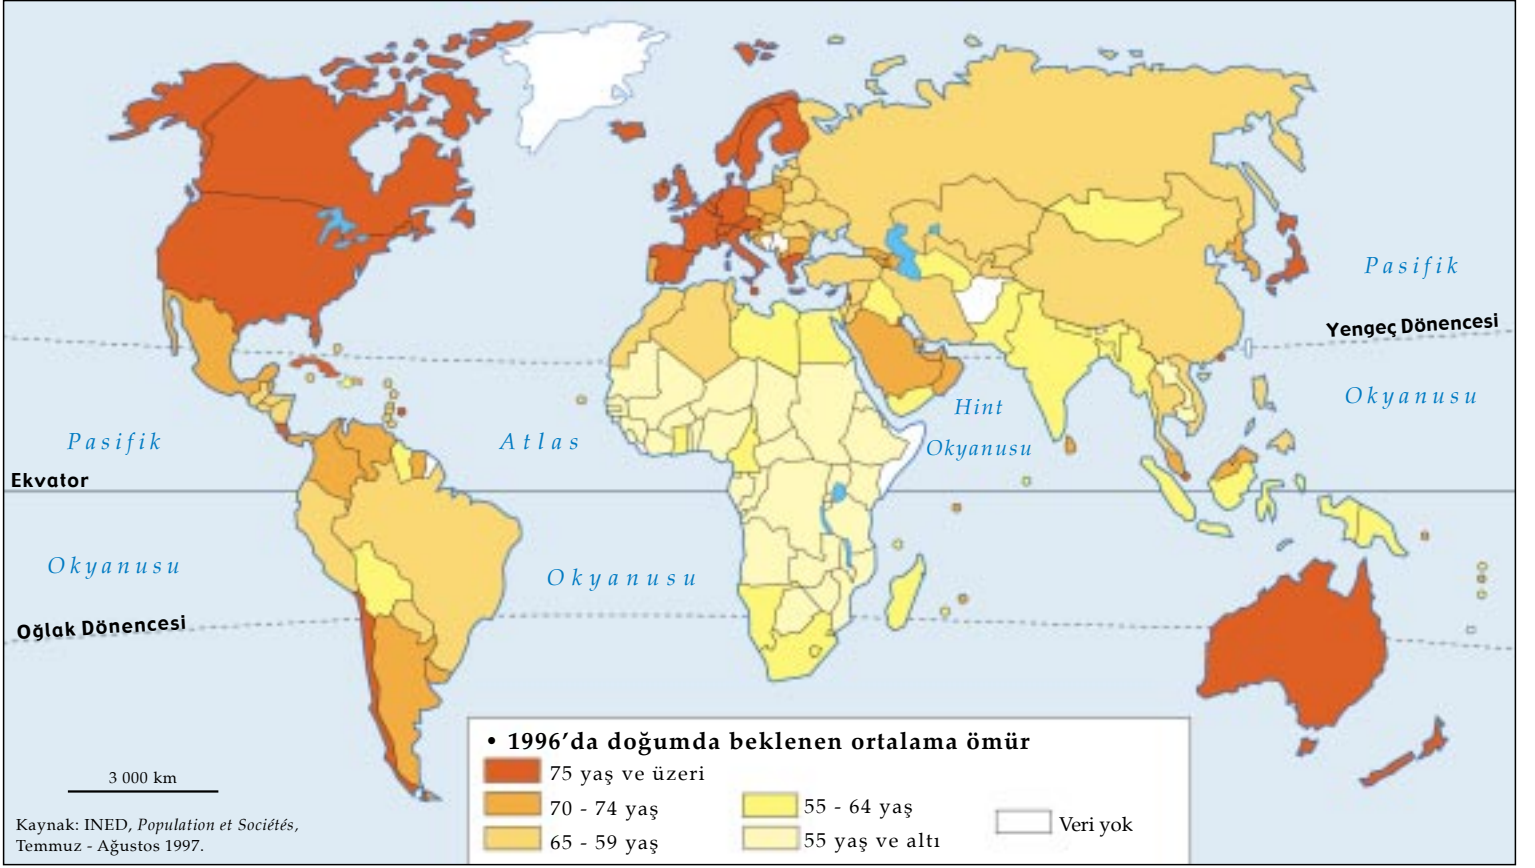 Pasifik
Yengeç Dönencesi
Okyanusu
Hint
Okyanusu
Pasifik
Atlas
Ekvator
Okyanusu
Okyanusu
Oğlak Dönencesi
• 1996’da doğumda beklenen ortalama ömür
75 yaş ve üzeri
70 - 74 yaş
65 - 59 yaş
55 - 64 yaş
55 yaş ve altı
Veri yok
3 000 km
Kaynak: INED, Population et Sociétés,
Temmuz - Ağustos 1997.